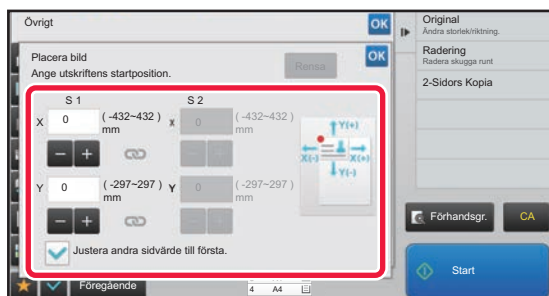 Övrigt
OK
Original
Ändra storlek/riktning.
Placera bild
Ange utskriftens startposition.
Rensa
OK
Radering
Radera skugga runt
2-Sidors Kopia
S 1
S 2
X 0 ( -432~432 ) mm
X 0 ( -432~432 ) mm
Y(+)
X(-) X(+)
Y(-)
- +
- +
Y 0 ( -297~297 ) mm
Y 0 ( -297~297 ) mm
- +
- +
Justera andra sidvärde till första.
Förhandsgr.
CA
Start
Föregående
4 A4